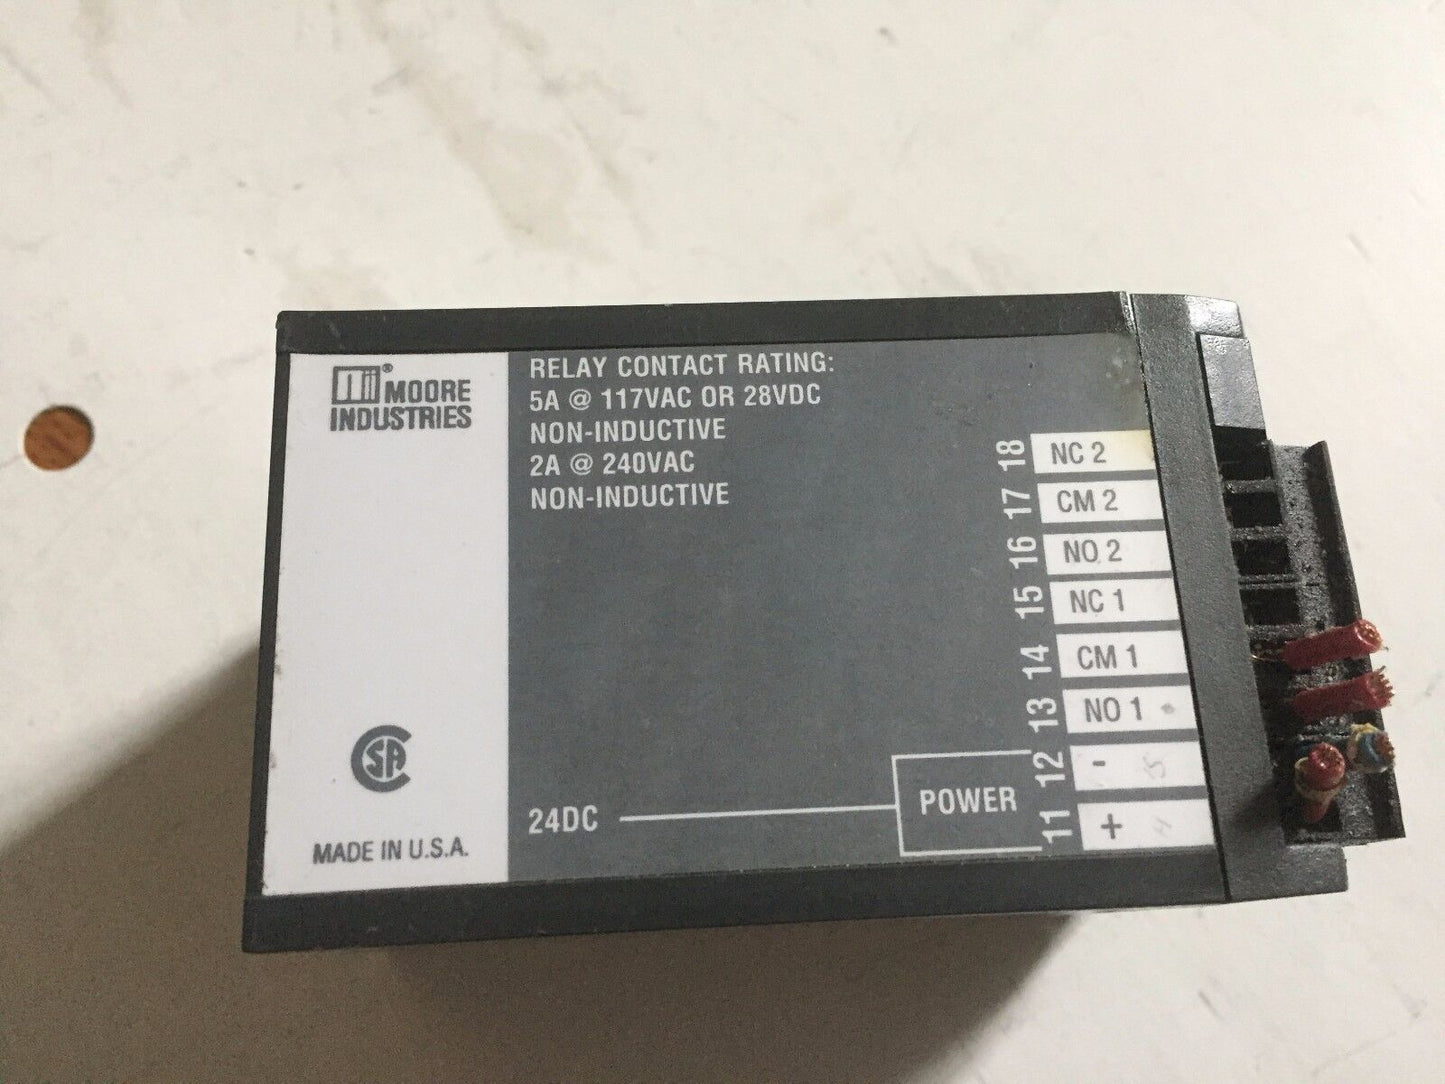 MOORE
INDUSTRIES
RELAY CONTACT RATING:
5A @ 117VAC OR 28VDC
NON-INDUCTIVE
2A @ 240VAC
NON-INDUCTIVE
18 NC 2
17 CM 2
16 NO 2
15 NC 1
14 CM 1
13 NO 1
12 -
11 +
POWER
24DC
CSA
MADE IN U.S.A.